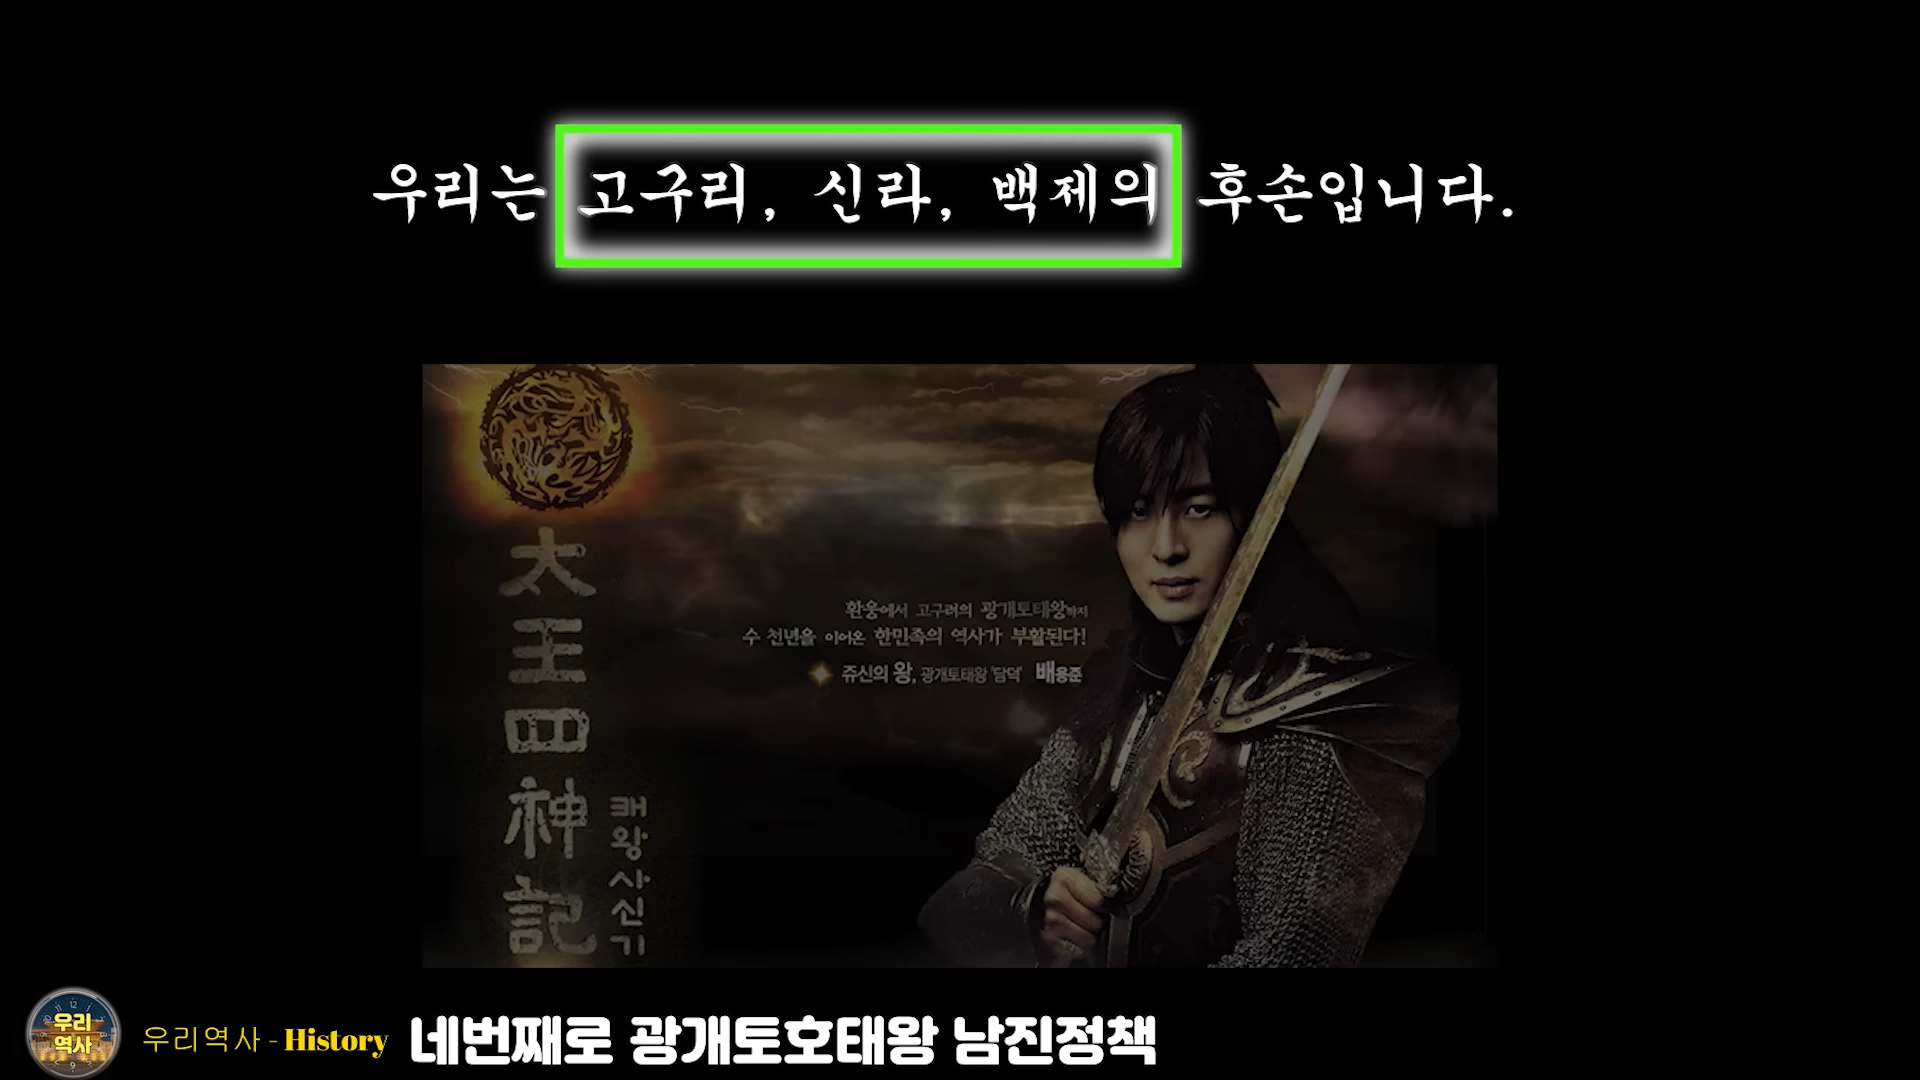 우리는 고구리, 신라, 백제의 후손입니다.
太王四神記
태왕사신기
환웅에서 고구려의 광개토태왕까지
수 천년을 이어온 한민족의 역사가 부활된다!
쥬신의 왕, 광개토태왕 '담덕' 배용준
우리
역사
우리역사 - History
네번째로 광개토호태왕 남진정책